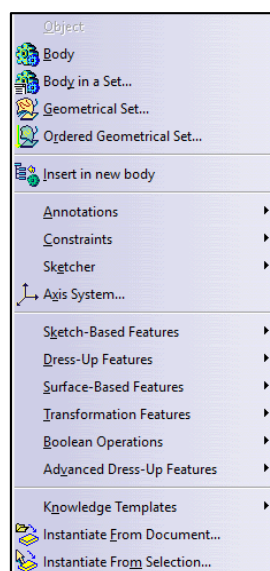 Object
Body
Body in a Set...
Geometrical Set...
Ordered Geometrical Set...
Insert in new body
Annotations
Constraints
Sketcher
Axis System...
Sketch-Based Features
Dress-Up Features
Surface-Based Features
Transformation Features
Boolean Operations
Advanced Dress-Up Features
Knowledge Templates
Instantiate From Document...
Instantiate From Selection...